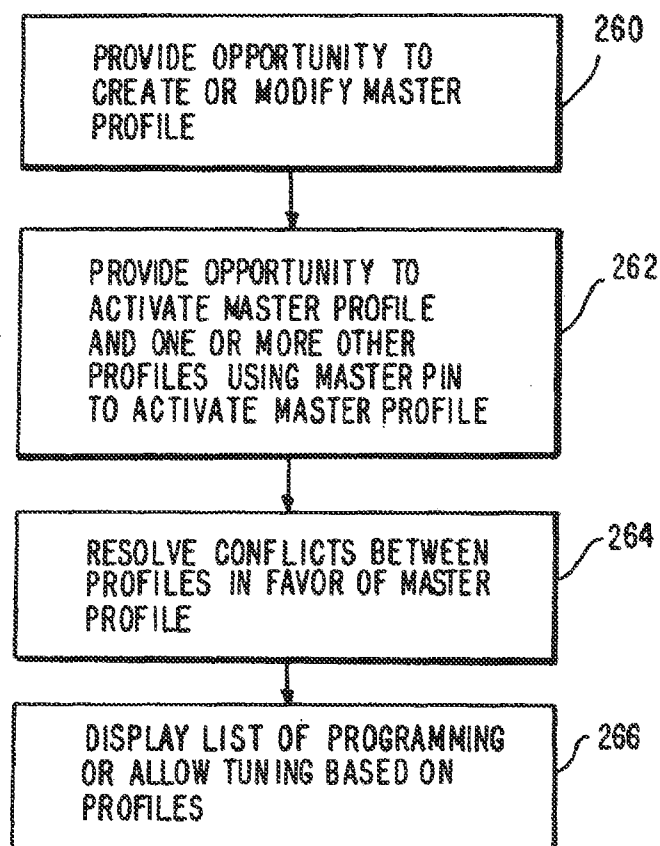 260
PROVIDE OPPORTUNITY TO
CREATE OR MODIFY MASTER
PROFILE
262
PROVIDE OPPORTUNITY TO
ACTIVATE MASTER PROFILE
AND ONE OR MORE OTHER
PROFILES USING MASTER PIN
TO ACTIVATE MASTER PROFILE
264
RESOLVE CONFLICTS BETWEEN
PROFILES IN FAVOR OF MASTER
PROFILE
266
DISPLAY LIST OF PROGRAMMING
OR ALLOW TUNING BASED ON
PROFILES